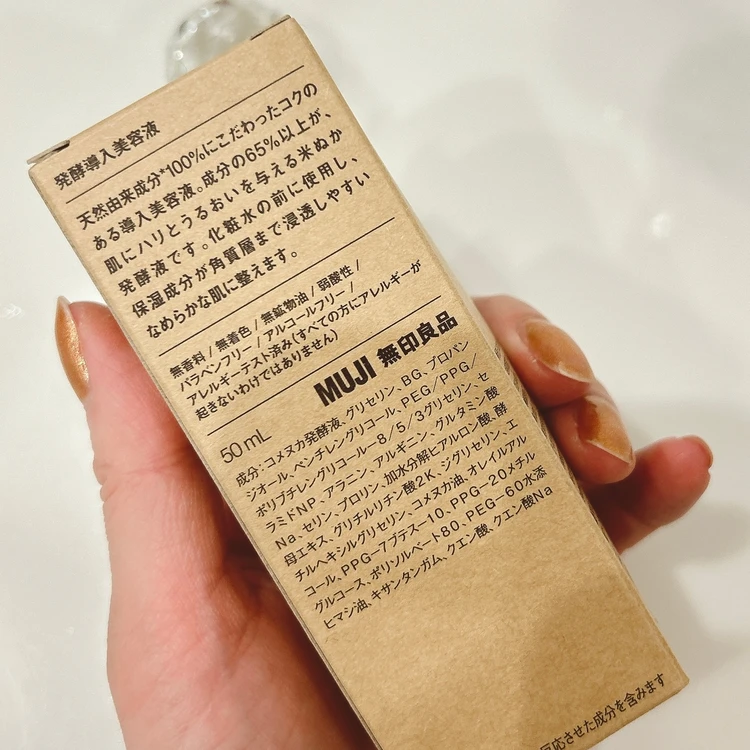 発酵導入美容液
天然由来成分*100%にこだわったコクの
ある導入美容液。成分の65%以上が、
肌にハリとうるおいを与える米ぬか
発酵液です。化粧水の前に使用し、
保湿成分が角質層まで浸透しやすい
なめらかな肌に整えます。
無香料 / 無着色 / 無鉱物油 / 弱酸性 /
パラベンフリー / アルコールフリー /
アレルギーテスト済み(すべての方にアレルギーが
起きないわけではありません)
MUJI 無印良品
50mL
成分:コメヌカ発酵液、グリセリン、BG、プロパン
ジオール、ペンチレングリコール、PEG/PPG/
ポリブチレングリコール-8/5/3グリセリン、セ
ラミドNP、アラニン、アルギニン、グルタミン酸
Na、セリン、プロリン、加水分解ヒアルロン酸、酵
母エキス、グリチルリチン酸2K、ジグリセリン、エ
チルヘキシルグリセリン、コメヌカ油、オレイルアル
コール、PPG-7ブテス-10、PPG-20メチル
グルコース、ポリソルベート80、PEG-60水添
ヒマシ油、キサンタンガム、クエン酸、クエン酸Na
反応させた成分を含みます